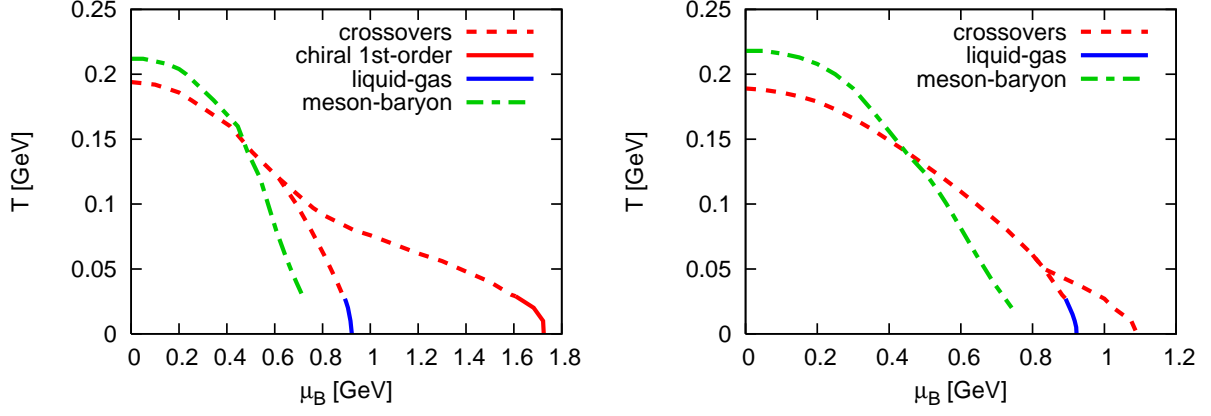 0.25
0.2
0.15
0.1
0.05
0
T [GeV]
crossovers
chiral 1st-order
liquid-gas
meson-baryon
0 0.2 0.4 0.6 0.8 1 1.2 1.4 1.6 1.8
μB [GeV]
0.25
0.2
0.15
0.1
0.05
0
T [GeV]
crossovers
liquid-gas
meson-baryon
0 0.2 0.4 0.6 0.8 1 1.2
μB [GeV]